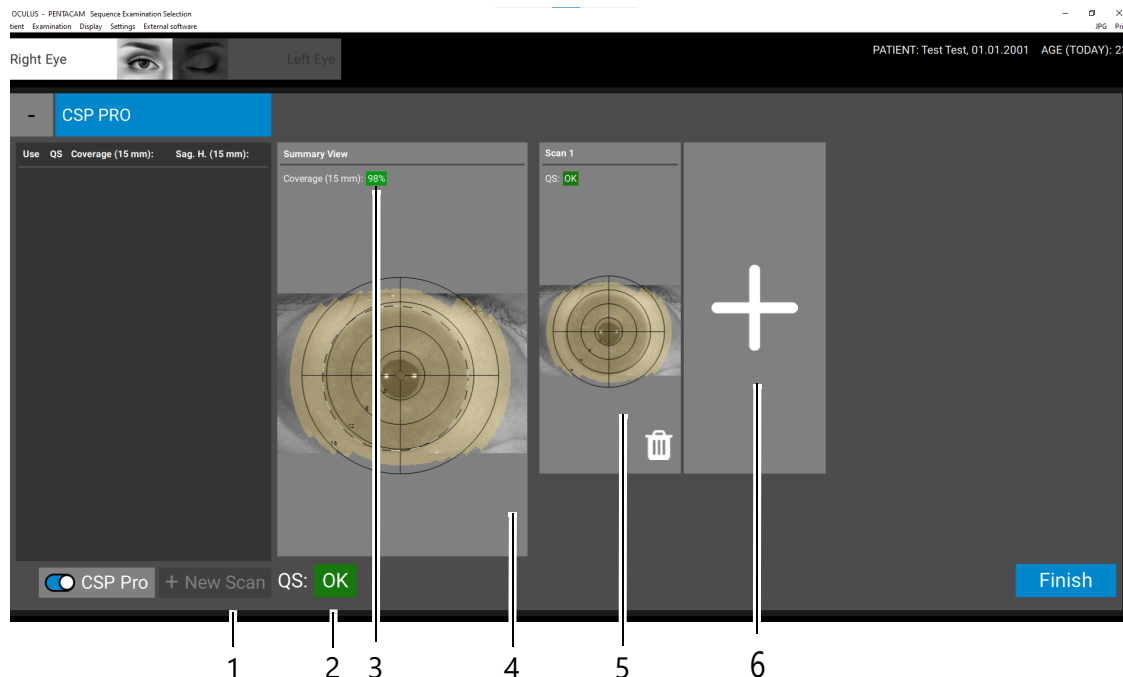 OCULUS - PENTACAM Sequence Examination Selection
tient Examination Display Settings External software
JPG Pri
Right Eye
Left Eye
PATIENT: Test Test, 01.01.2001 AGE (TODAY): 23
- CSP PRO
Use QS Coverage (15 mm): Sag. H. (15 mm):
Summary View
Coverage (15 mm): 98%
Scan 1
QS: OK
CSP Pro
+ New Scan
QS: OK
Finish
1 2 3 4 5 6